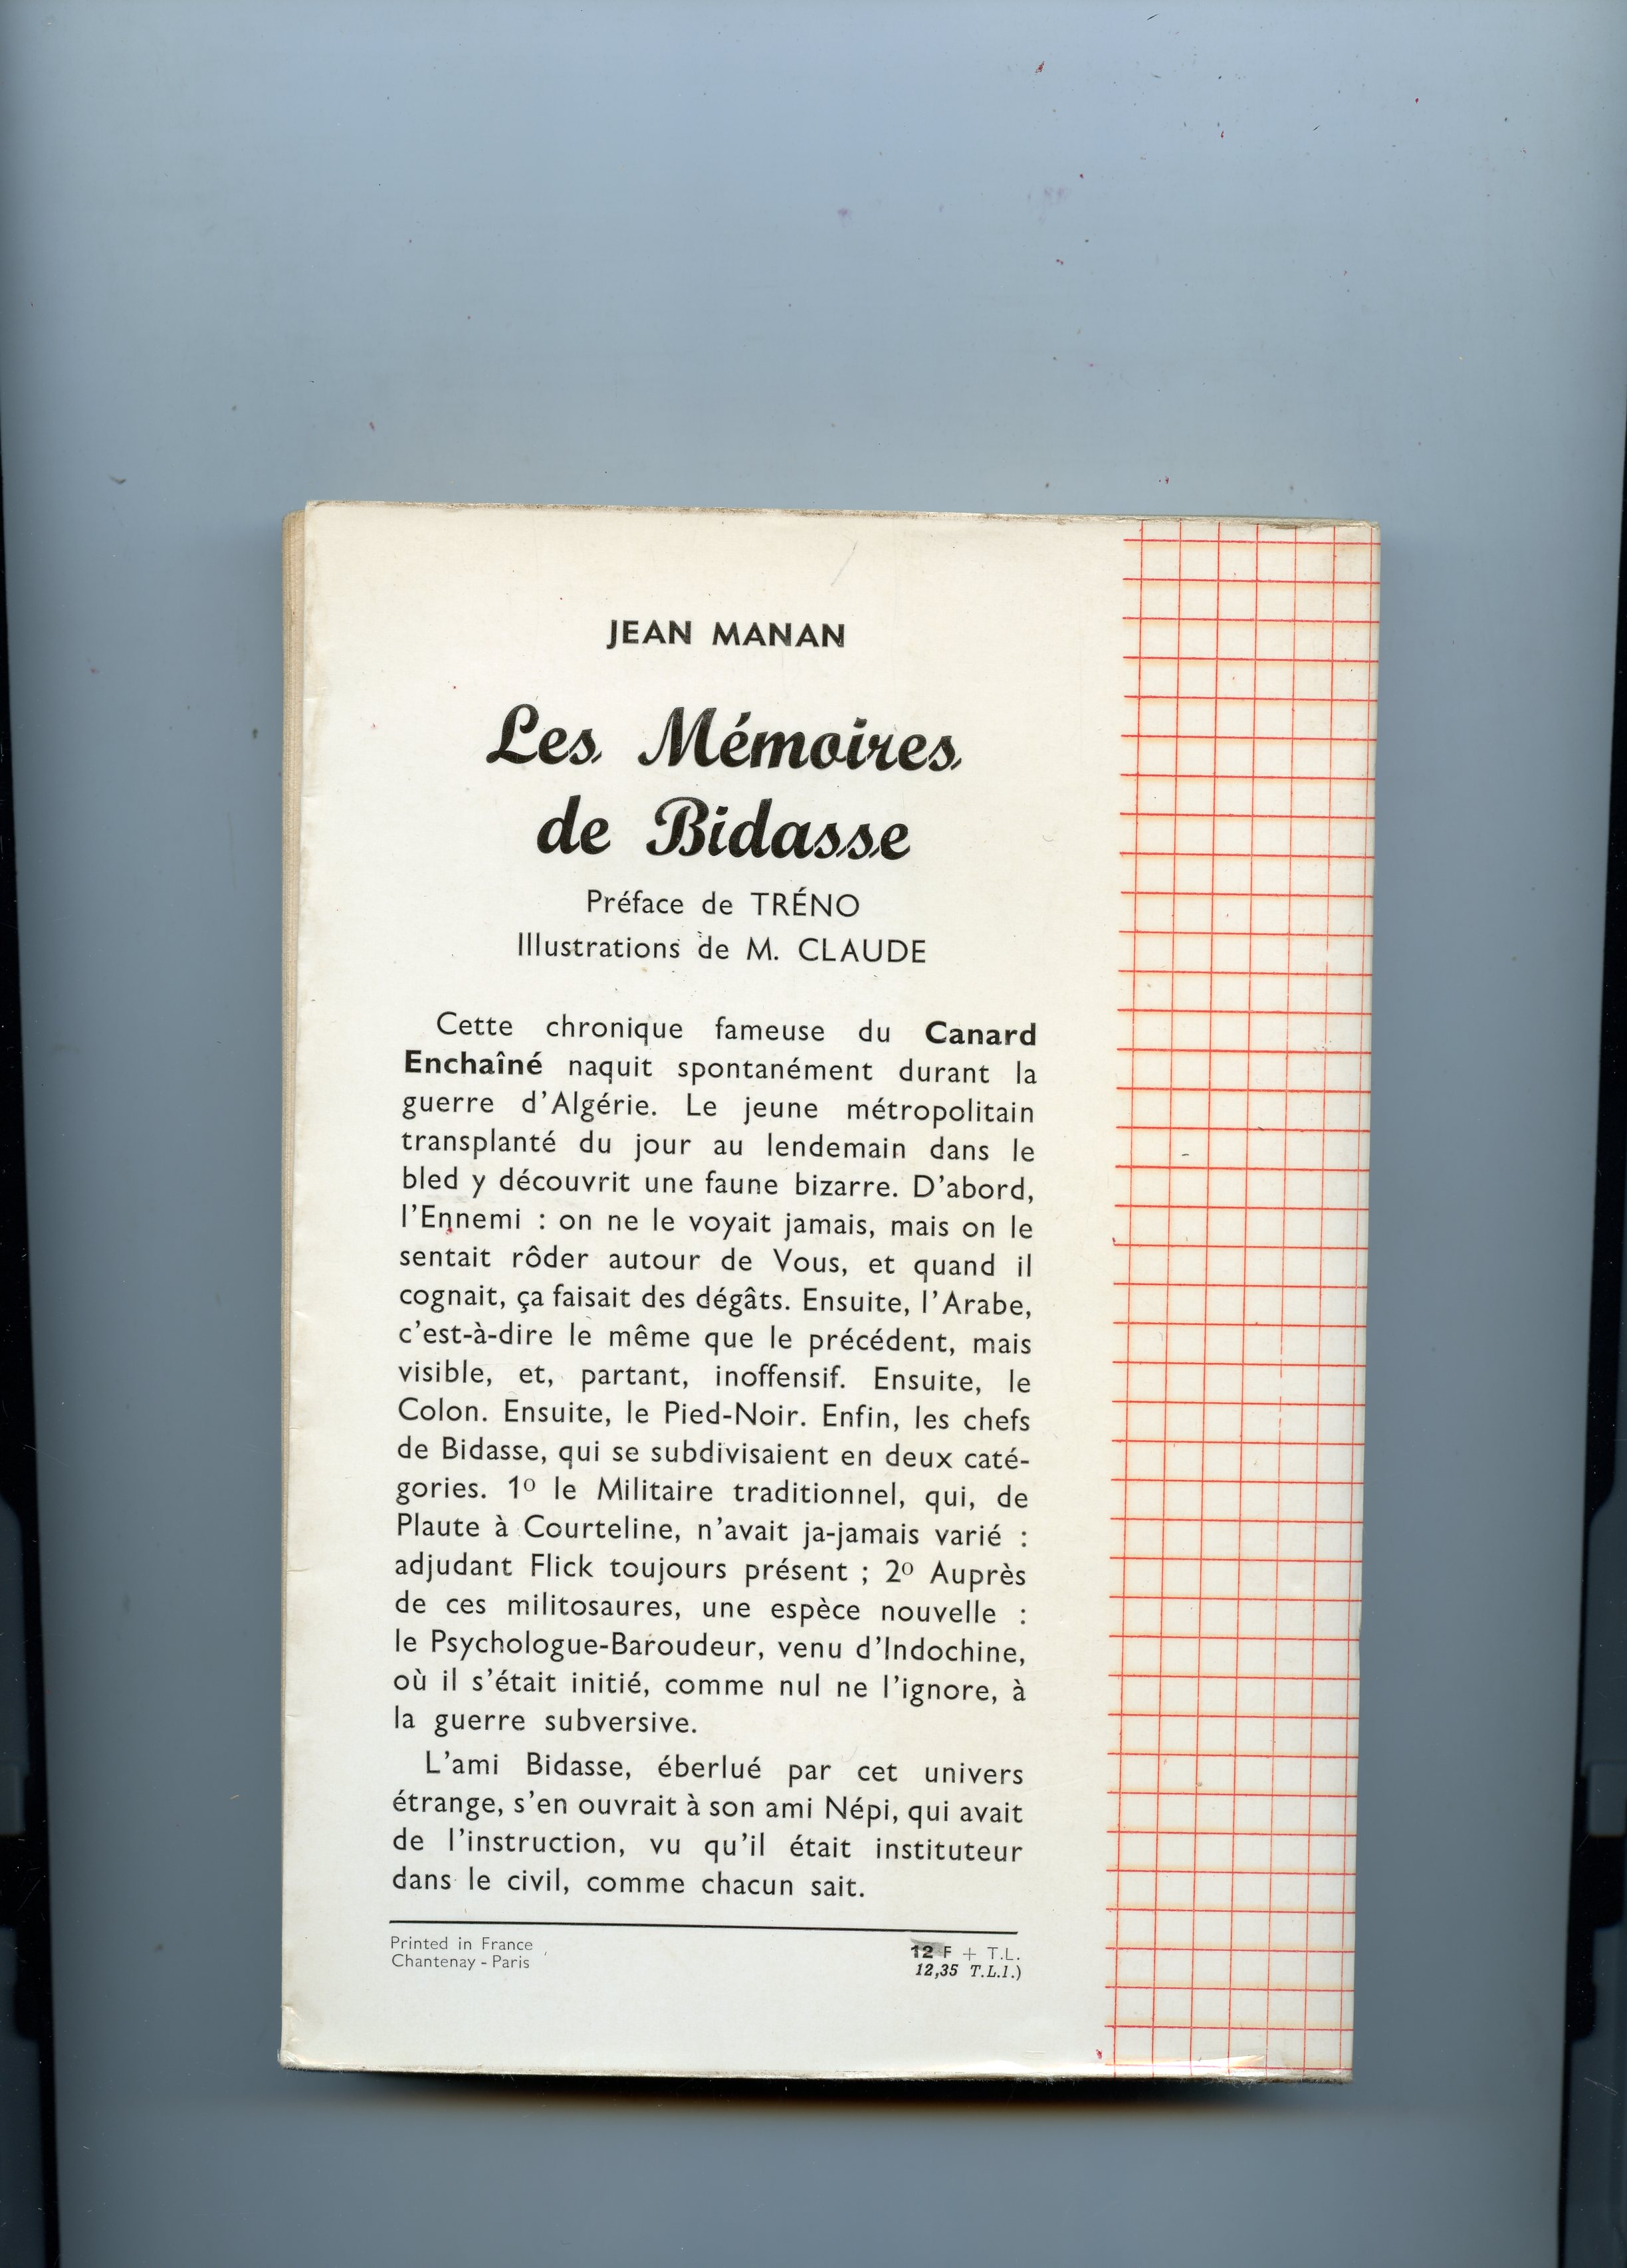 JEAN MANAN
Les Mémoires
de Bidasse
Préface de TRÉNO
Illustrations de M. CLAUDE
Cette chronique fameuse du Canard
Enchaîné naquit spontanément durant la
guerre d'Algérie. Le jeune métropolitain
transplanté du jour au lendemain dans le
bled y découvrit une faune bizarre. D'abord,
l'Ennemi : on ne le voyait jamais, mais on le
sentait rôder autour de Vous, et quand il
cognait, ça faisait des dégâts. Ensuite, l'Arabe,
c'est-à-dire le même que le précédent, mais
visible, et, partant, inoffensif. Ensuite, le
Colon. Ensuite, le Pied-Noir. Enfin, les chefs
de Bidasse, qui se subdivisaient en deux caté-
gories. 1º le Militaire traditionnel, qui, de
Plaute à Courteline, n'avait ja-jamais varié :
adjudant Flick toujours présent ; 2º Auprès
de ces militosaures, une espèce nouvelle :
le Psychologue-Baroudeur, venu d'Indochine,
où il s'était initié, comme nul ne l'ignore, à
la guerre subversive.
L'ami Bidasse, éberlué par cet univers
étrange, s'en ouvrait à son ami Népi, qui avait
de l'instruction, vu qu'il était instituteur
dans le civil, comme chacun sait.
Printed in France
Chantenay - Paris
12 F + T.L.
12,35 T.L.I.)